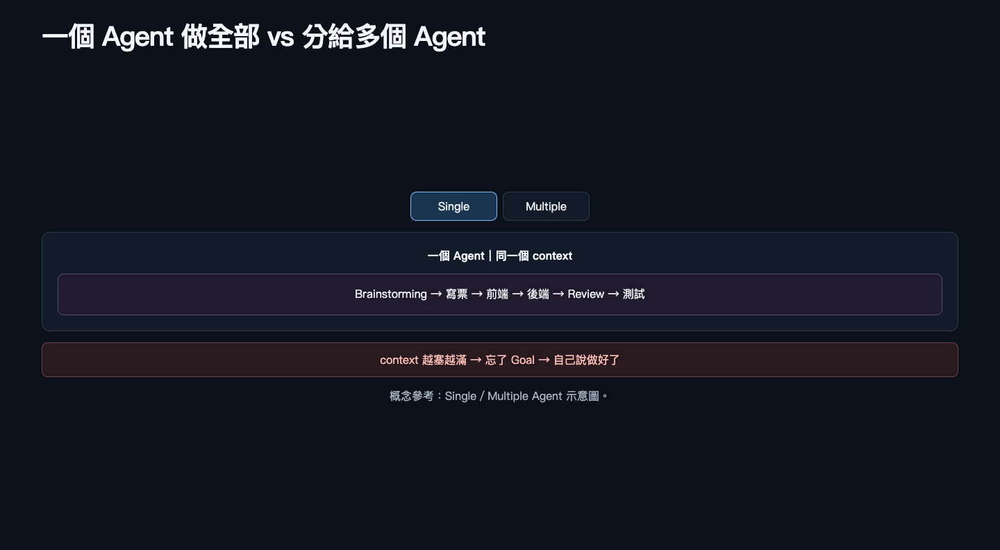 一個 Agent 做全部 vs 分給多個 Agent
Single
Multiple
一個 Agent｜同一個 context
Brainstorming → 寫票 → 前端 → 後端 → Review → 測試
context 越塞越滿 → 忘了 Goal → 自己說做好了
概念參考：Single / Multiple Agent 示意圖。